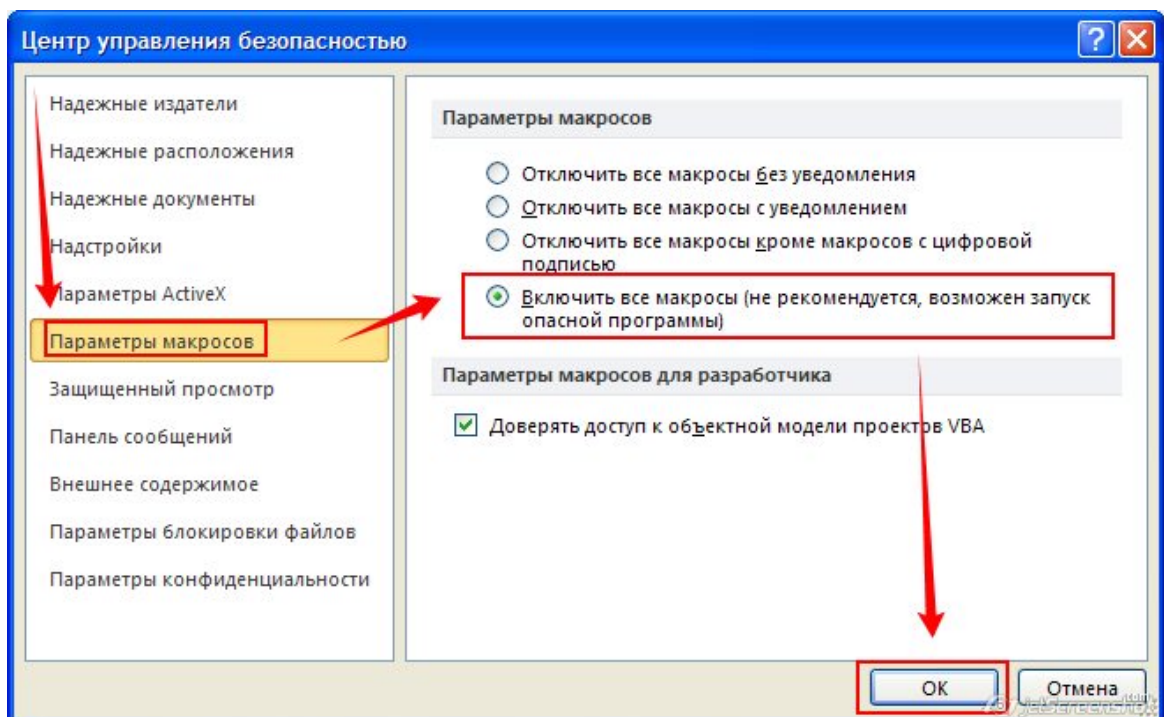 Центр управления безопасностью
Надежные издатели
Надежные расположения
Надежные документы
Надстройки
Параметры ActiveX
Параметры макросов
Защищенный просмотр
Панель сообщений
Внешнее содержимое
Параметры блокировки файлов
Параметры конфиденциальности
Параметры макросов
Отключить все макросы без уведомления
Отключить все макросы с уведомлением
Отключить все макросы кроме макросов с цифровой
подписью
Включить все макросы (не рекомендуется, возможен запуск
опасной программы)
Параметры макросов для разработчика
Доверять доступ к объектной модели проектов VBA
ОК
Отмена
jetScreenshot
.com